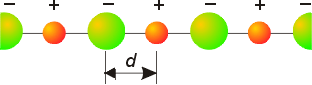 − + − + − + −
d